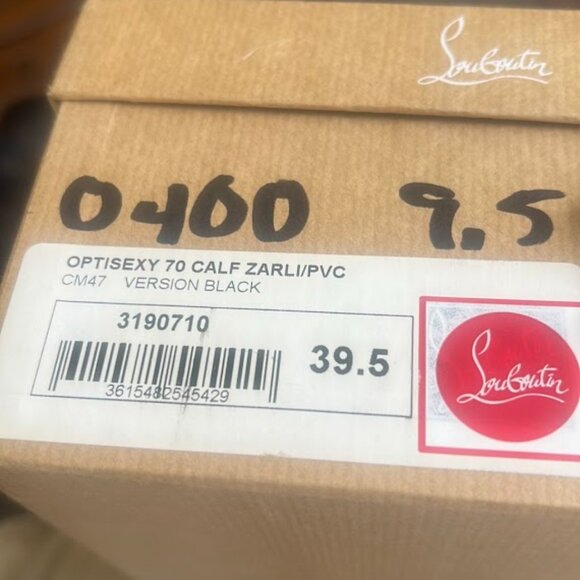 Louboutin
0400 9.5
OPTISEXY 70 CALF ZARLI/PVC
CM47 VERSION BLACK
3190710
39.5
3615482545429
Louboutin